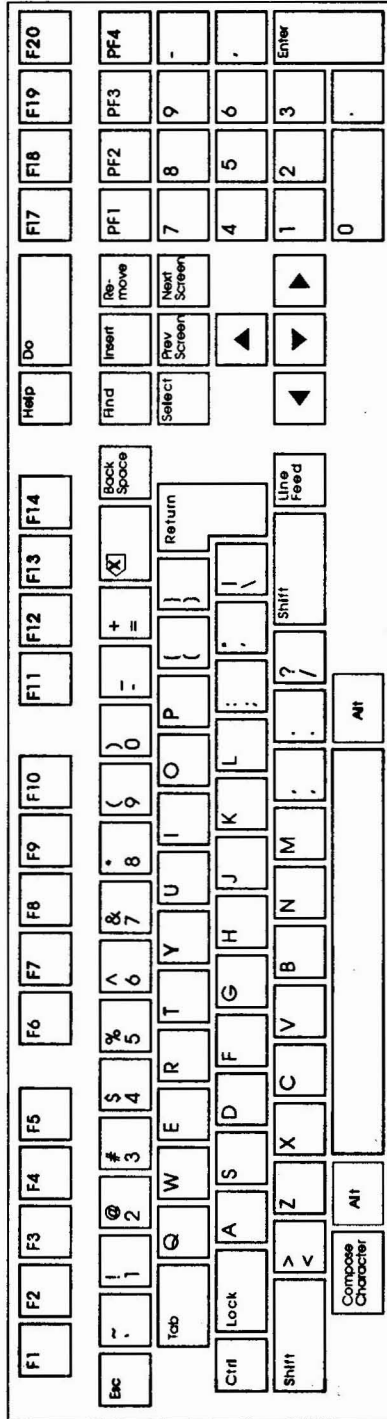 F1 F2 F3 F4 F5 F6 F7 F8 F9 F10 F11 F12 F13 F14 Help Do F17 F18 F19 F20
Esc ~ ! @ # $ % ^ & * ( ) - + Back Find Insert Re- PF1 PF2 PF3 PF4
' 1 2 3 4 5 6 7 8 9 0 - = Space move
Tab Q W E R T Y U I O P { } Return Select Prev Next 7 8 9 -
( ) Screen Screen
Ctrl Lock A S D F G H J K L : ; | \ 4 5 6 ,
Shift > < Z X C V B N M ? / Shift Line 1 2 3 Enter
Feed
Compose Alt Alt 0 .
Character